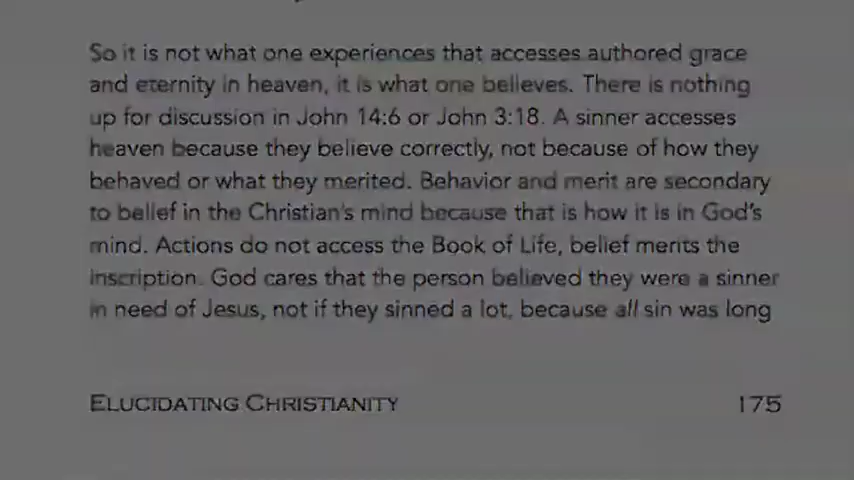 So it is not what one experiences that accesses authored grace
and eternity in heaven, it is what one believes. There is nothing
up for discussion in John 14:6 or John 3:18. A sinner accesses
heaven because they believe correctly, not because of how they
behaved or what they merited. Behavior and merit are secondary
to belief in the Christian's mind because that is how it is in God's
mind. Actions do not access the Book of Life, belief merits the
inscription. God cares that the person believed they were a sinner
in need of Jesus, not if they sinned a lot, because all sin was long
ELUCIDATING CHRISTIANITY 175